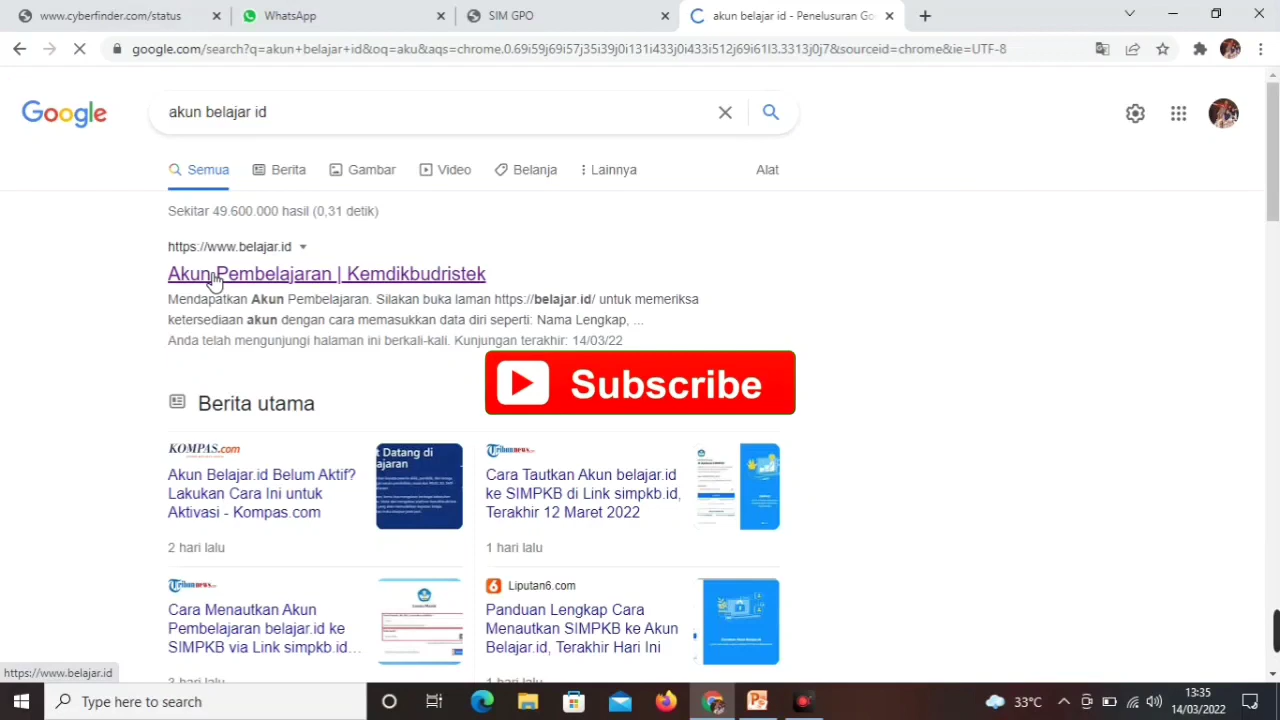 www.cyberfinder.com/status
WhatsApp
SIM GPO
akun belajar id - Penelusuran Go
google.com/search?q=akun+belajar+id&oq=aku&aqs=chrome.0.69i59j69i57j35i39j0i131i433j0i433i512j69i61l3.3313j0j7&sourceid=chrome&ie=UTF-8
Google
akun belajar id
Semua
Berita
Gambar
Video
Belanja
Lainnya
Alat
Sekitar 49.600.000 hasil (0,31 detik)
https://www.belajar.id
Akun Pembelajaran | Kemdikbudristek
Mendapatkan Akun Pembelajaran. Silakan buka laman https://belajar.id/ untuk memeriksa
ketersediaan akun dengan cara memasukkan data diri seperti: Nama Lengkap, ...
Anda telah mengunjungi halaman ini berkali-kali. Kunjungan terakhir: 14/03/22
Subscribe
Berita utama
KOMPAS.com
Akun Belajar.id Belum Aktif?
Lakukan Cara Ini untuk
Aktivasi - Kompas.com
2 hari lalu
t Datang di
ajaran
Tribunnews.com
Cara Tautkan Akun belajar.id
ke SIMPKB di Link simpkb.id,
Terakhir 12 Maret 2022
1 hari lalu
Tribunnews.com
Cara Menautkan Akun
Pembelajaran belajar.id ke
SIMPKB via Link simpkb.id...
Liputan6.com
Panduan Lengkap Cara
Menautkan SIMPKB ke Akun
Belajar.id, Terakhir Hari Ini
https://www.belajar.id
Type here to search
33°C
13:35
14/03/2022